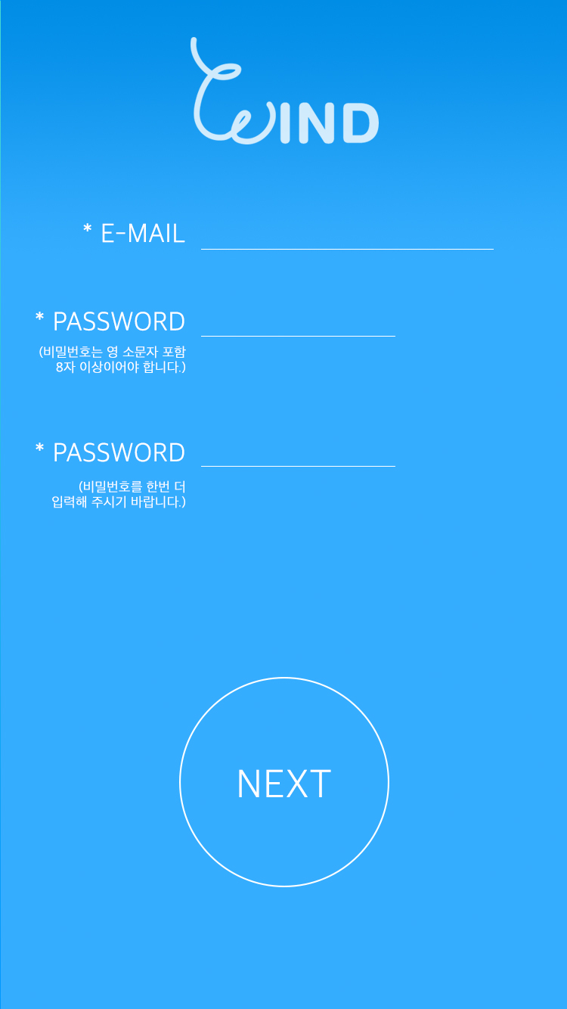 WIND
* E-MAIL
* PASSWORD
(비밀번호는 영 소문자 포함
8자 이상이어야 합니다.)
* PASSWORD
(비밀번호를 한번 더
입력해 주시기 바랍니다.)
NEXT